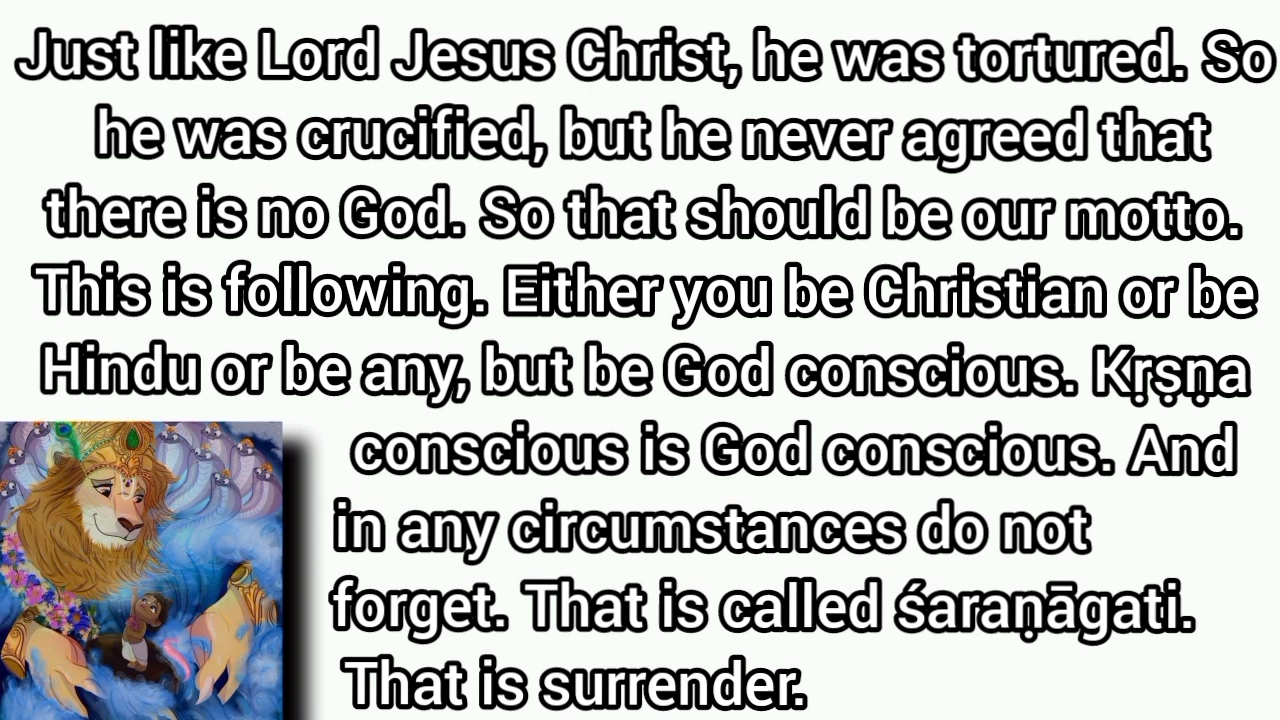 Just like Lord Jesus Christ, he was tortured. So
he was crucified, but he never agreed that
there is no God. So that should be our motto.
This is following. Either you be Christian or be
Hindu or be any, but be God conscious. Kṛṣṇa
conscious is God conscious. And
in any circumstances do not
forget. That is called śaraṇāgati.
That is surrender.